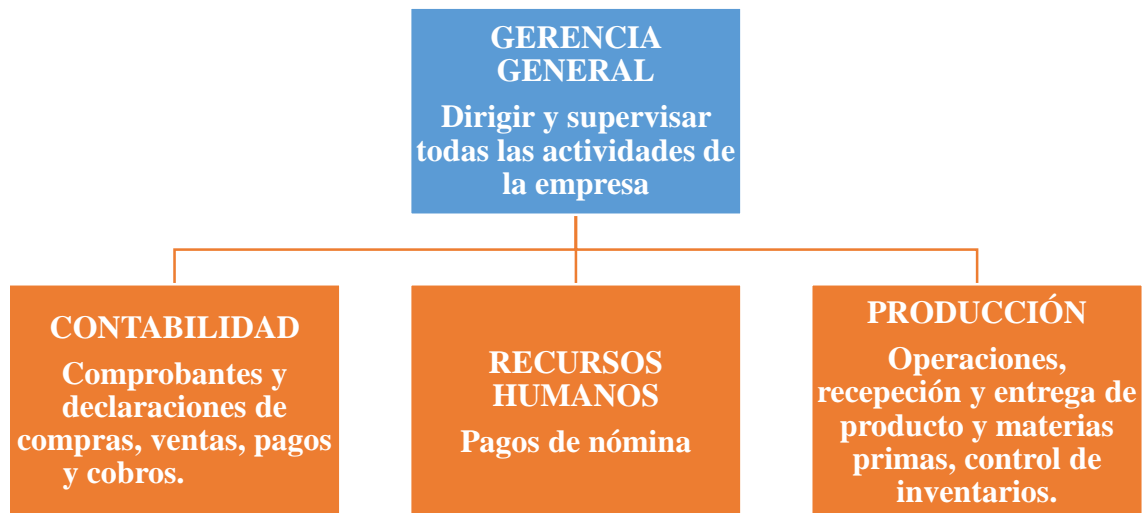 GERENCIA
GENERAL
Dirigir y supervisar
todas las actividades de
la empresa
CONTABILIDAD
Comprobantes y
declaraciones de
compras, ventas, pagos
y cobros.
RECURSOS
HUMANOS
Pagos de nómina
PRODUCCIÓN
Operaciones,
recepeción y entrega de
producto y materias
primas, control de
inventarios.